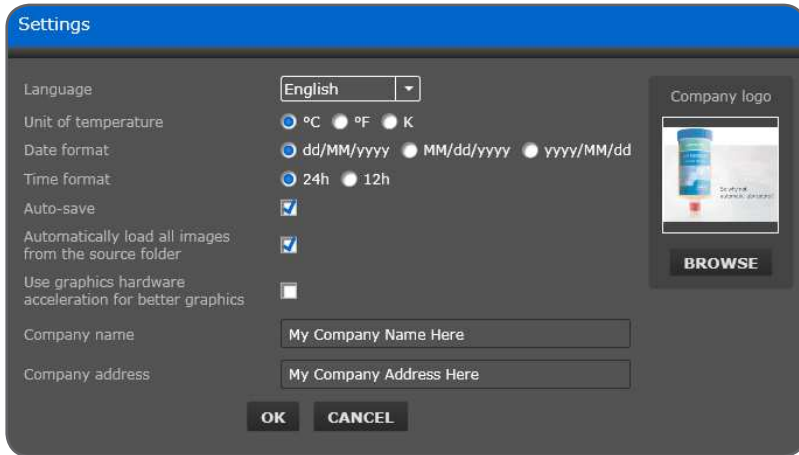 Settings
Language
English
Company logo
Unit of temperature
ºC ºF K
Date format
dd/MM/yyyy MM/dd/yyyy yyyy/MM/dd
Time format
24h 12h
Auto-save
Automatically load all images
from the source folder
BROWSE
Use graphics hardware
acceleration for better graphics
Company name
My Company Name Here
Company address
My Company Address Here
OK CANCEL